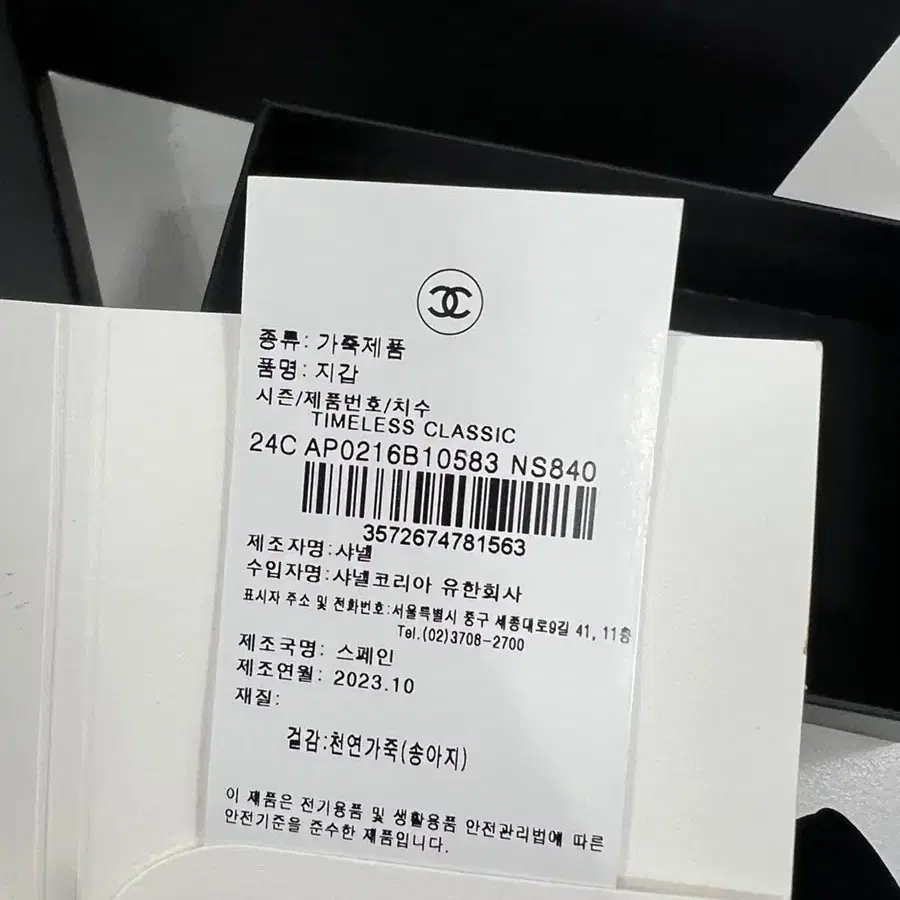 종류: 가죽제품
품명: 지갑
시즌/제품번호/치수
TIMELESS CLASSIC
24C AP0216B10583 NS840
3572674781563
제조자명:샤넬
수입자명:샤넬코리아 유한회사
표시자 주소 및 전화번호:서울특별시 중구 세종대로9길 41, 11층
Tel.(02)3708-2700
제조국명: 스페인
제조연월: 2023.10
재질:
겉감:천연가죽(송아지)
이 제품은 전기용품 및 생활용품 안전관리법에 따른
안전기준을 준수한 제품입니다.